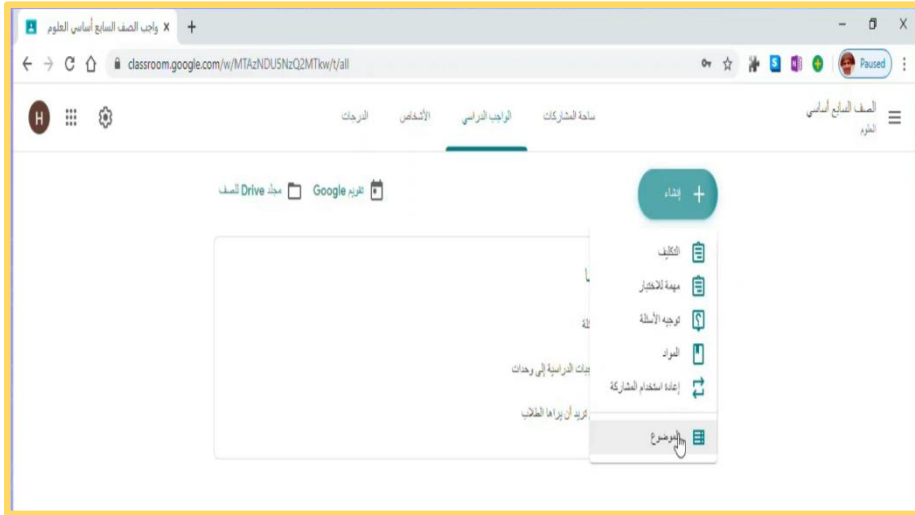 واجب الصف السابع أساسي العلوم
classroom.google.com/w/MTAzNDU5NzQ2MTkw/t/all
Paused
الصف السابع أساسي
العلوم
ساحة المشاركات
الواجب الدراسي
الأشخاص
الدرجات
H
إنشاء
تقويم Google
مجلد Drive للصف
التكليف
مهمة للاختبار
توجيه الأسئلة
المواد
إعادة استخدام المشاركة
الموضوع
جبات الدراسية إلى وحدات
تريد أن يراها الطلاب